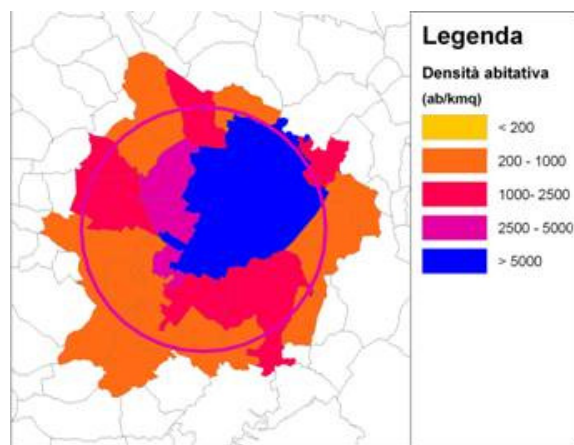 Legenda
Densità abitativa
(ab/kmq)
< 200
200 - 1000
1000- 2500
2500 - 5000
> 5000